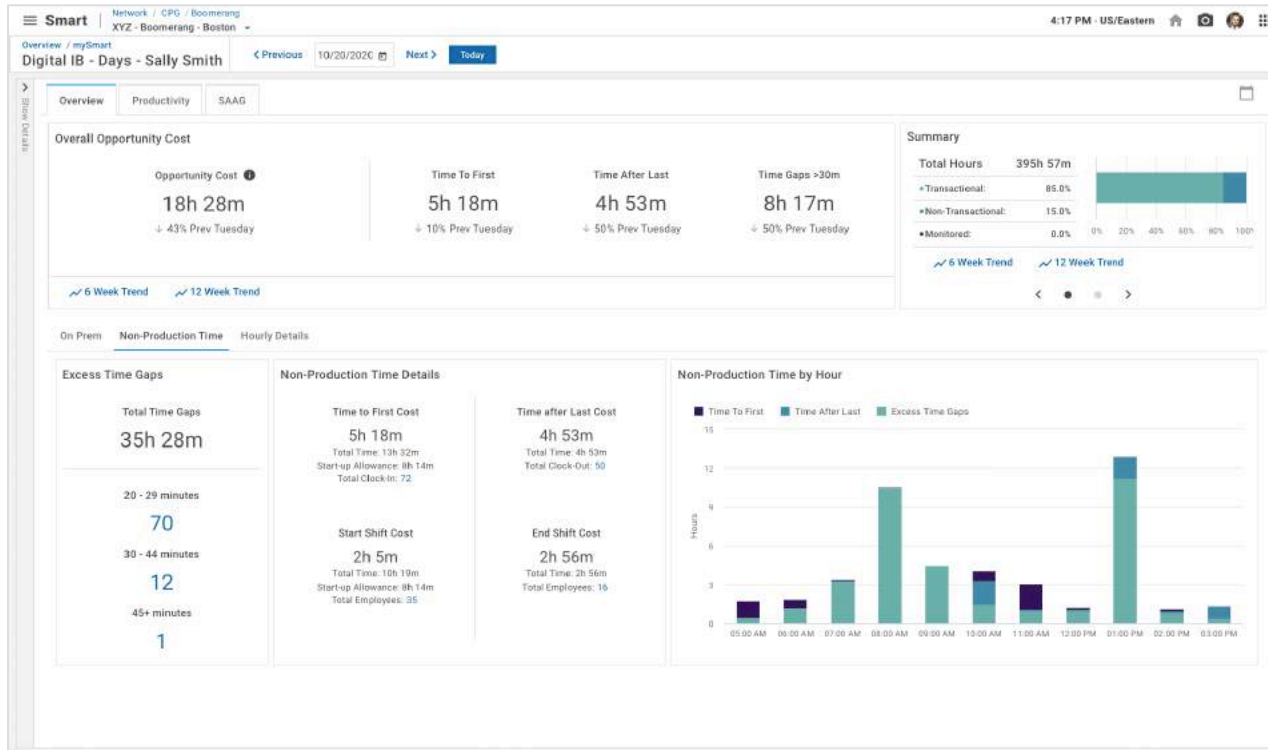 Smart
Network / CPG / Boomerang
XYZ - Boomerang - Boston
4:17 PM - US/Eastern
Overview / mySmart
Digital IB - Days - Sally Smith
Previous
10/20/2020
Next
Today
Show Details
Overview
Productivity
SAAG
Overall Opportunity Cost
Opportunity Cost
18h 28m
↓ 43% Prev Tuesday
Time To First
5h 18m
↓ 10% Prev Tuesday
Time After Last
4h 53m
↓ 50% Prev Tuesday
Time Gaps >30m
8h 17m
↓ 50% Prev Tuesday
6 Week Trend
12 Week Trend
Summary
Total Hours 395h 57m
Transactional: 85.0%
Non-Transactional: 15.0%
Monitored: 0.0%
0% 20% 40% 60% 80% 100%
6 Week Trend
12 Week Trend
On Prem
Non-Production Time
Hourly Details
Excess Time Gaps
Total Time Gaps
35h 28m
20 - 29 minutes
70
30 - 44 minutes
12
45+ minutes
1
Non-Production Time Details
Time to First Cost
5h 18m
Total Time: 13h 32m
Start-up Allowance: 8h 14m
Total Clock-In: 72
Time after Last Cost
4h 53m
Total Time: 4h 53m
Total Clock-Out: 50
Start Shift Cost
2h 5m
Total Time: 10h 19m
Start-up Allowance: 8h 14m
Total Employees: 35
End Shift Cost
2h 56m
Total Time: 2h 56m
Total Employees: 16
Non-Production Time by Hour
Time To First
Time After Last
Excess Time Gaps
Hours
15
12
9
6
3
0
05:00 AM 06:00 AM 07:00 AM 08:00 AM 09:00 AM 10:00 AM 11:00 AM 12:00 PM 01:00 PM 02:00 PM 03:00 PM